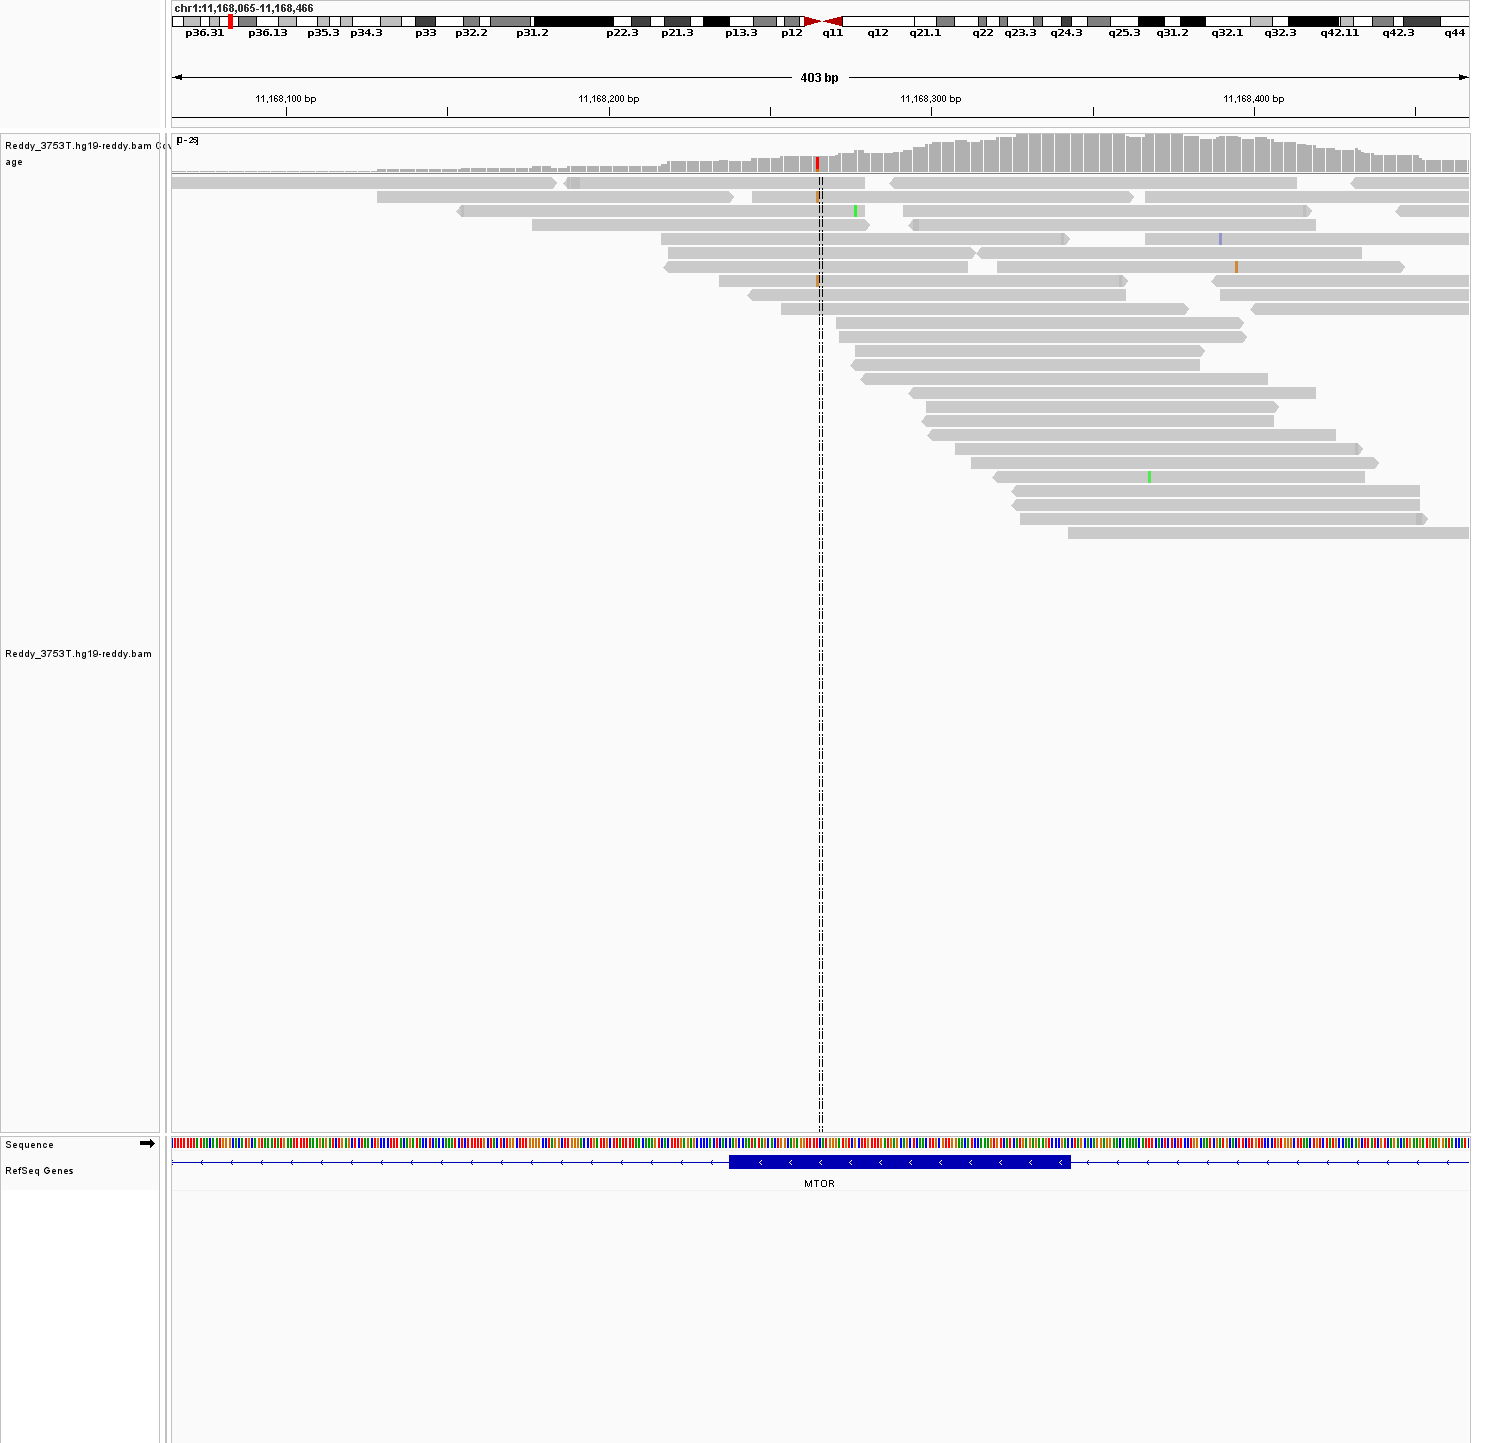 chr1:11,168,065-11,168,466
p36.31 p36.13 p35.3 p34.3 p33 p32.2 p31.2 p22.3 p21.3 p13.3 p12 q11 q12 q21.1 q22 q23.3 q24.3 q25.3 q31.2 q32.1 q32.3 q42.11 q42.3 q44
403 bp
11,168,100 bp 11,168,200 bp 11,168,300 bp 11,168,400 bp
[0 - 25]
Reddy_3753T.hg19-reddy.bam Cov
age
Reddy_3753T.hg19-reddy.bam
Sequence
RefSeq Genes
MTOR